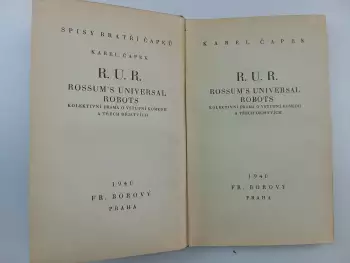 SPISY BRATŘÍ ČAPKŮ
KAREL ČAPEK
R. U. R.
ROSSUM'S UNIVERSAL
ROBOTS
KOLEKTIVNÍ DRAMA O VSTUPNÍ KOMEDII
A TŘECH DĚJSTVÍCH
1940
FR. BOROVÝ
PRAHA
KAREL ČAPEK
R. U. R.
ROSSUM'S UNIVERSAL
ROBOTS
KOLEKTIVNÍ DRAMA O VSTUPNÍ KOMEDII
A TŘECH DĚJSTVÍCH
1940
FR. BOROVÝ
PRAHA